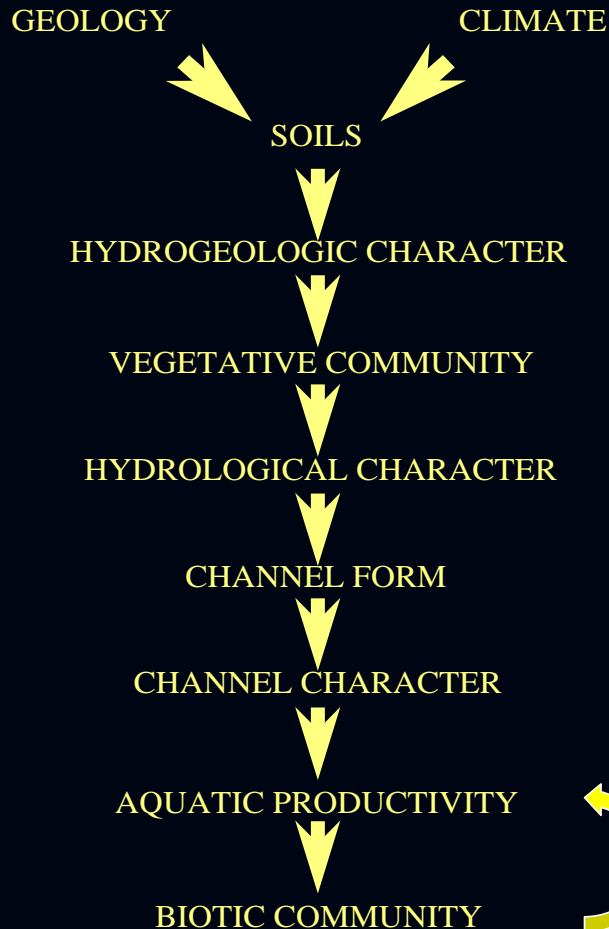 GEOLOGY CLIMATE
SOILS
HYDROGEOLOGIC CHARACTER
VEGETATIVE COMMUNITY
HYDROLOGICAL CHARACTER
CHANNEL FORM
CHANNEL CHARACTER
AQUATIC PRODUCTIVITY
BIOTIC COMMUNITY